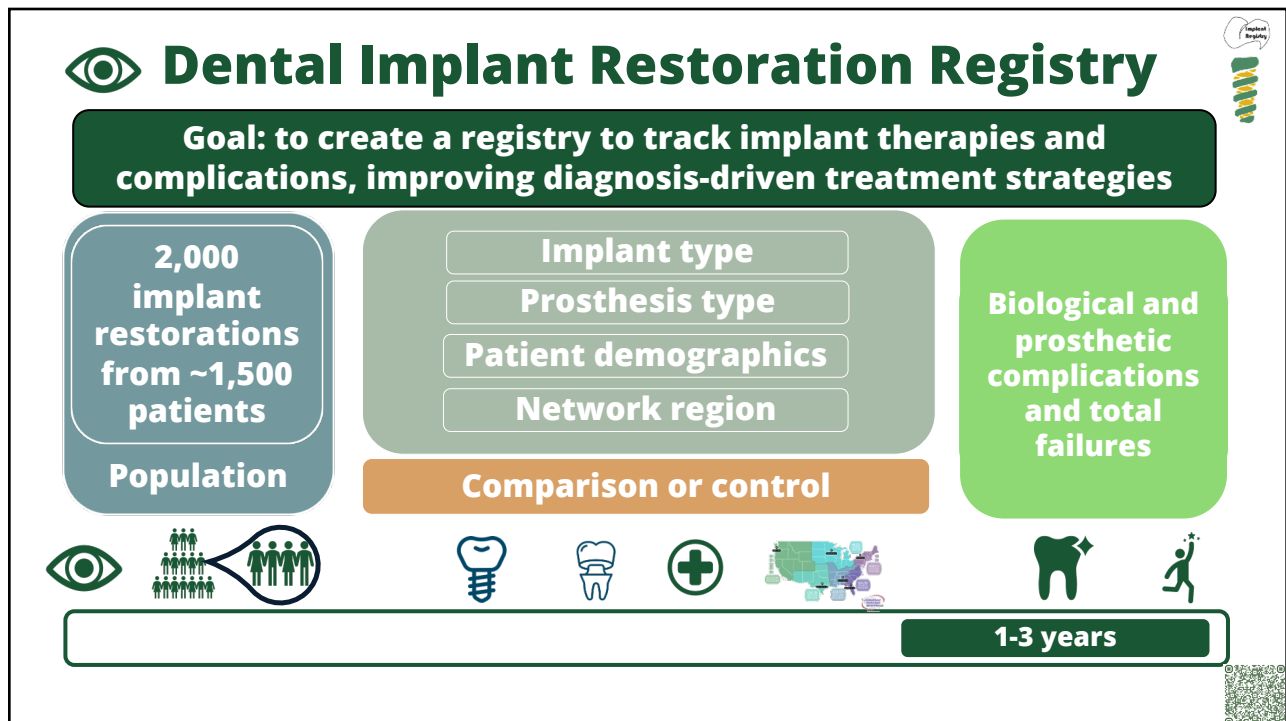 Implant
Registry
Dental Implant Restoration Registry
Goal: to create a registry to track implant therapies and
complications, improving diagnosis-driven treatment strategies
2,000
implant
restorations
from ~1,500
patients
Population
Implant type
Prosthesis type
Patient demographics
Network region
Comparison or control
Biological and
prosthetic
complications
and total
failures
1-3 years